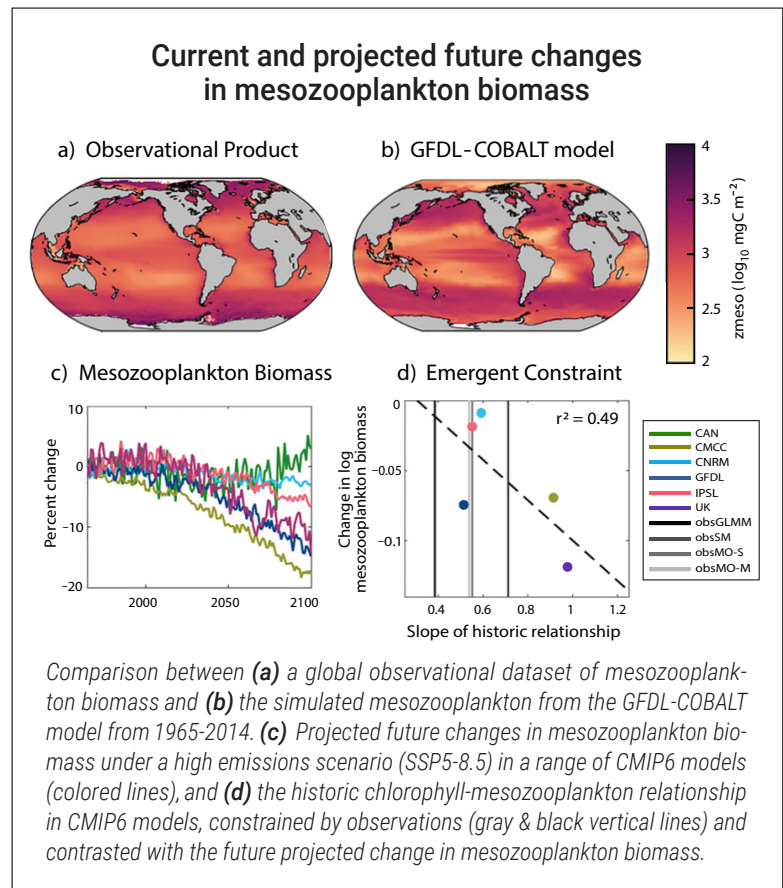 Current and projected future changes
in mesozooplankton biomass
a) Observational Product
b) GFDL-COBALT model
4
3.5
3
2.5
2
zmeso (log₁₀ mgC m⁻²)
c) Mesozooplankton Biomass
10
0
−10
−20
Percent change
2000
2050
2100
d) Emergent Constraint
r² = 0.49
0
−0.05
−0.1
Change in log
mesozooplankton biomass
0.4
0.6
0.8
1
1.2
Slope of historic relationship
CAN
CMCC
CNRM
GFDL
IPSL
UK
obsGLMM
obsSM
obsMO-S
obsMO-M
Comparison between (a) a global observational dataset of mesozooplank-
ton biomass and (b) the simulated mesozooplankton from the GFDL-COBALT
model from 1965-2014. (c) Projected future changes in mesozooplankton bio-
mass under a high emissions scenario (SSP5-8.5) in a range of CMIP6 models
(colored lines), and (d) the historic chlorophyll-mesozooplankton relationship
in CMIP6 models, constrained by observations (gray & black vertical lines) and
contrasted with the future projected change in mesozooplankton biomass.